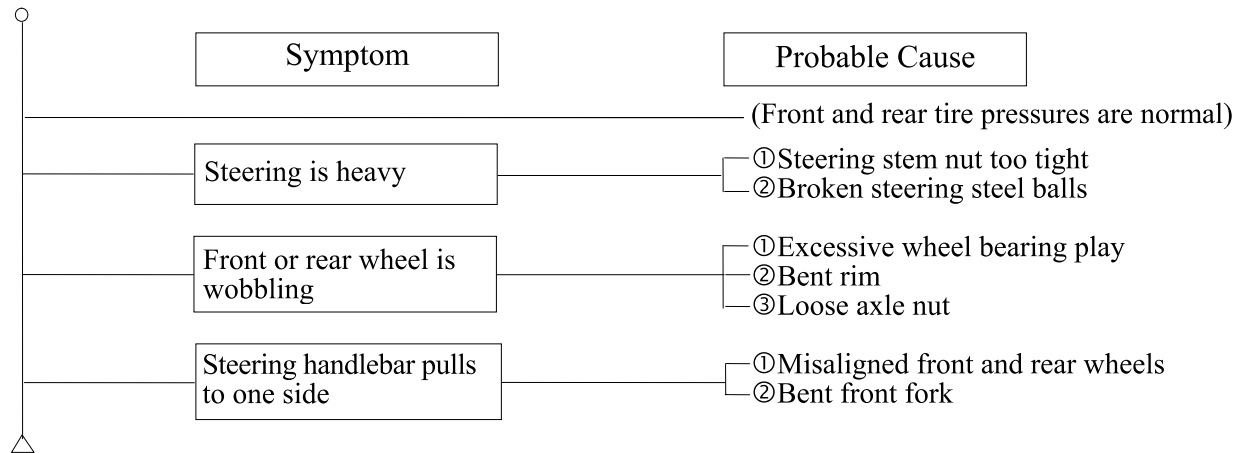 Symptom
Probable Cause
(Front and rear tire pressures are normal)
Steering is heavy
①Steering stem nut too tight
②Broken steering steel balls
Front or rear wheel is
wobbling
①Excessive wheel bearing play
②Bent rim
③Loose axle nut
Steering handlebar pulls
to one side
①Misaligned front and rear wheels
②Bent front fork